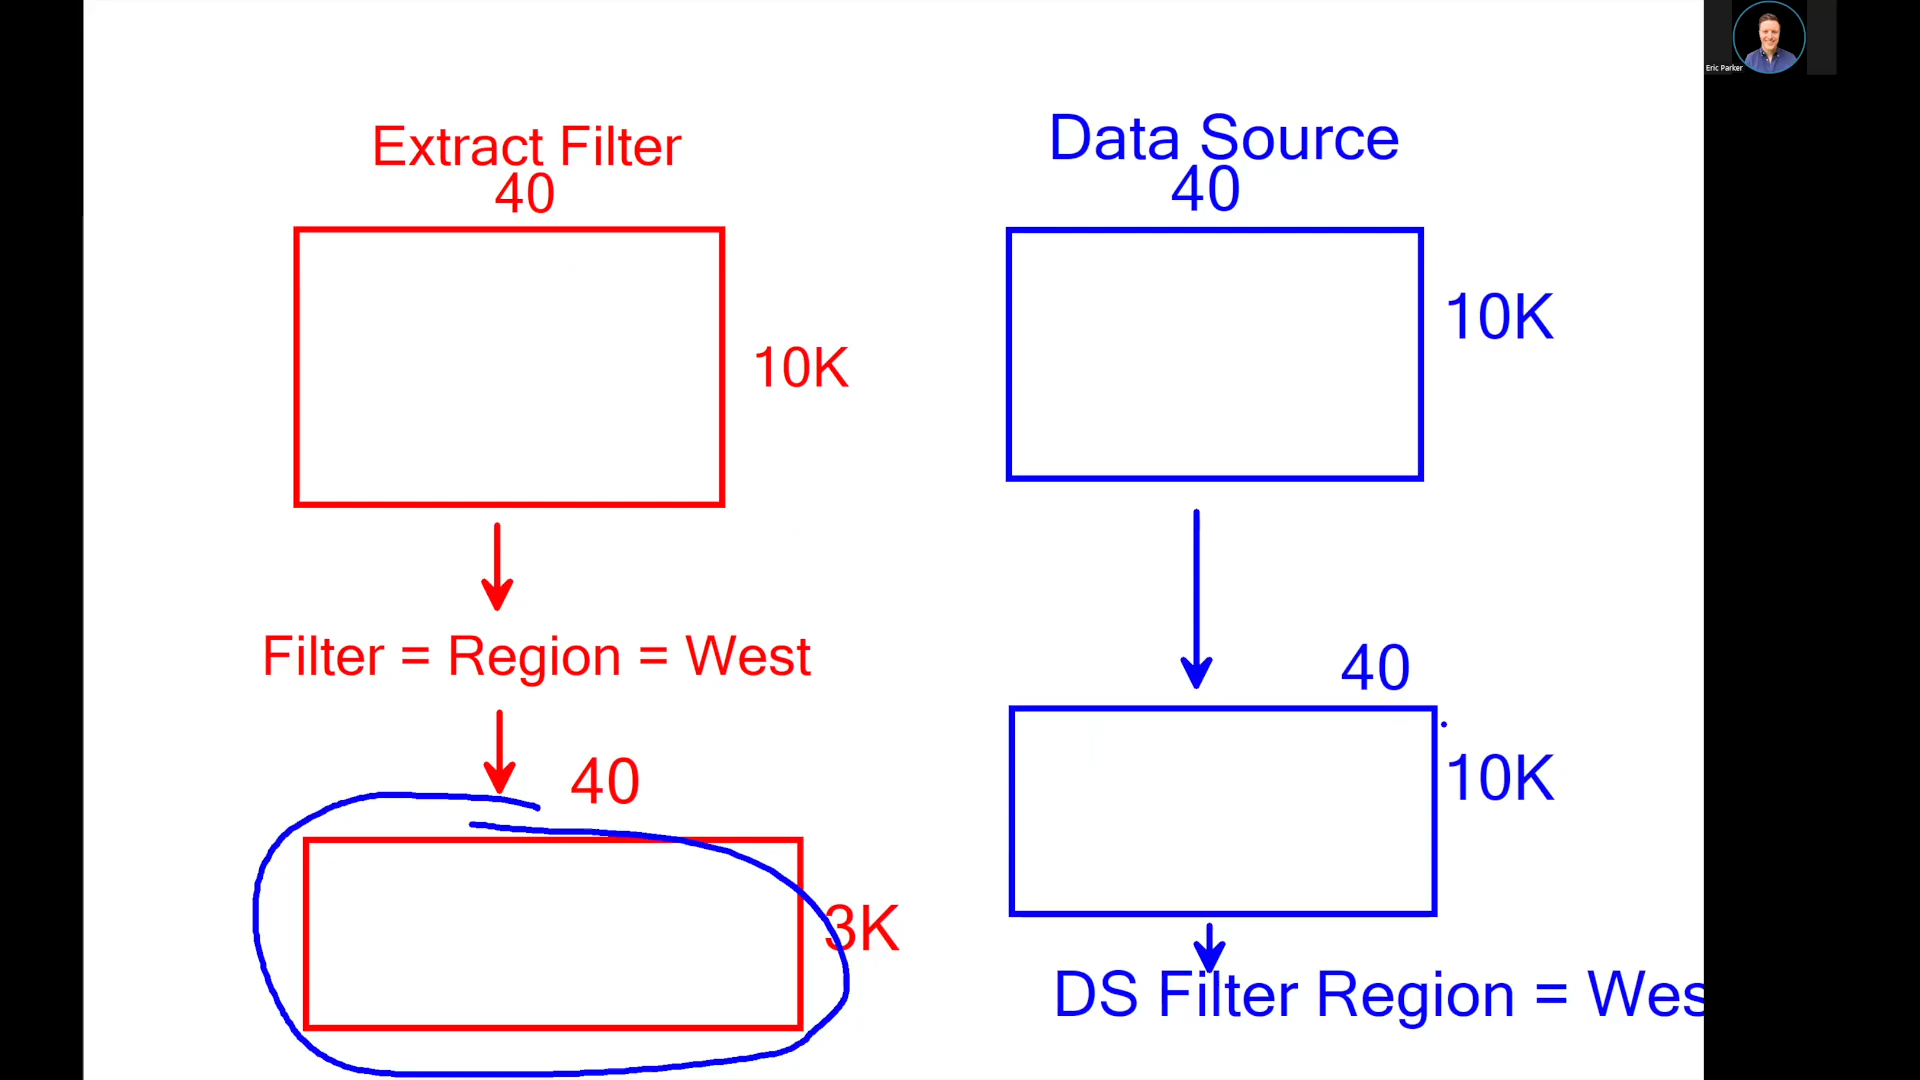 Extract Filter
40
10K
Filter = Region = West
40
3K
Data Source
40
10K
40
10K
DS Filter Region = Wes
Eric Parker